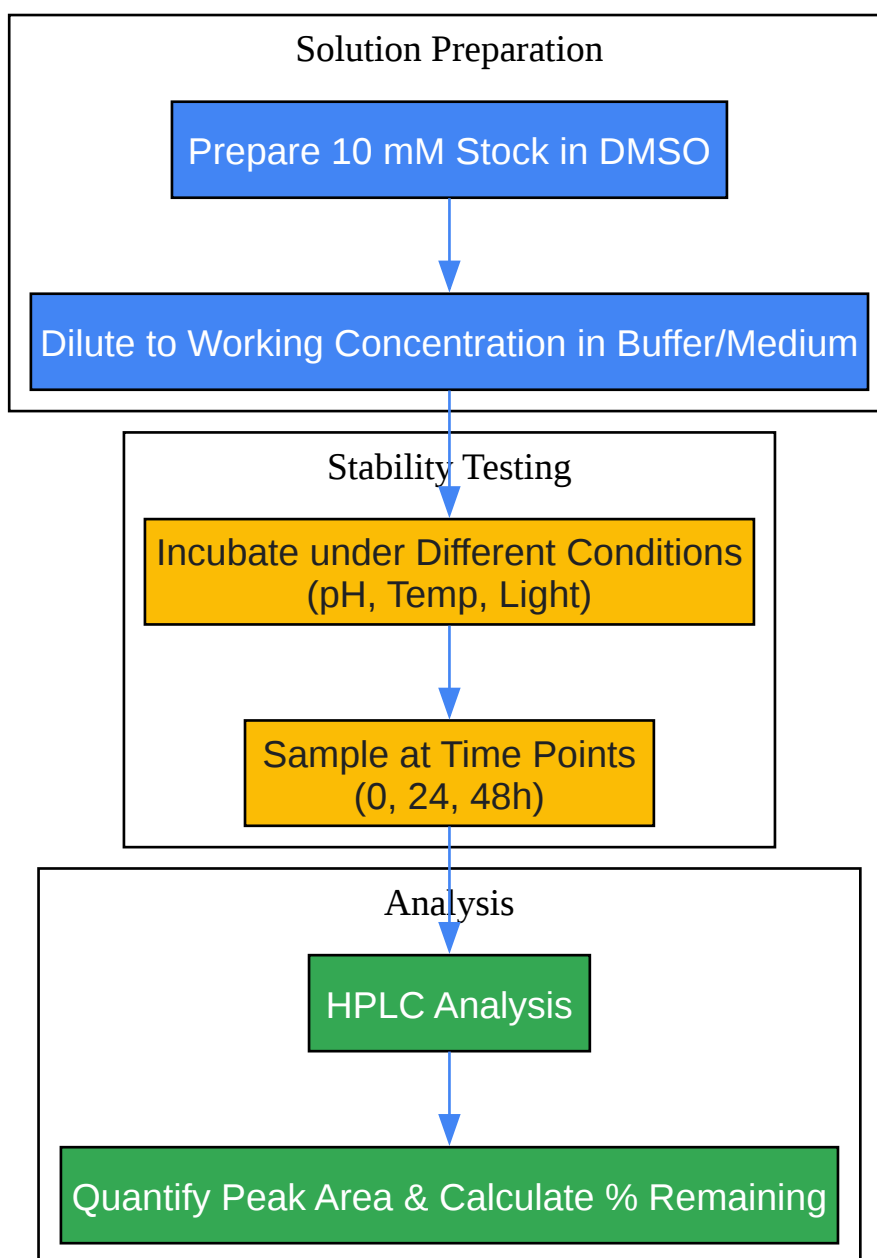 Solution Preparation
Prepare 10 mM Stock in DMSO
Dilute to Working Concentration in Buffer/Medium
Stability Testing
Incubate under Different Conditions
(pH, Temp, Light)
Sample at Time Points
(0, 24, 48h)
Analysis
HPLC Analysis
Quantify Peak Area & Calculate % Remaining